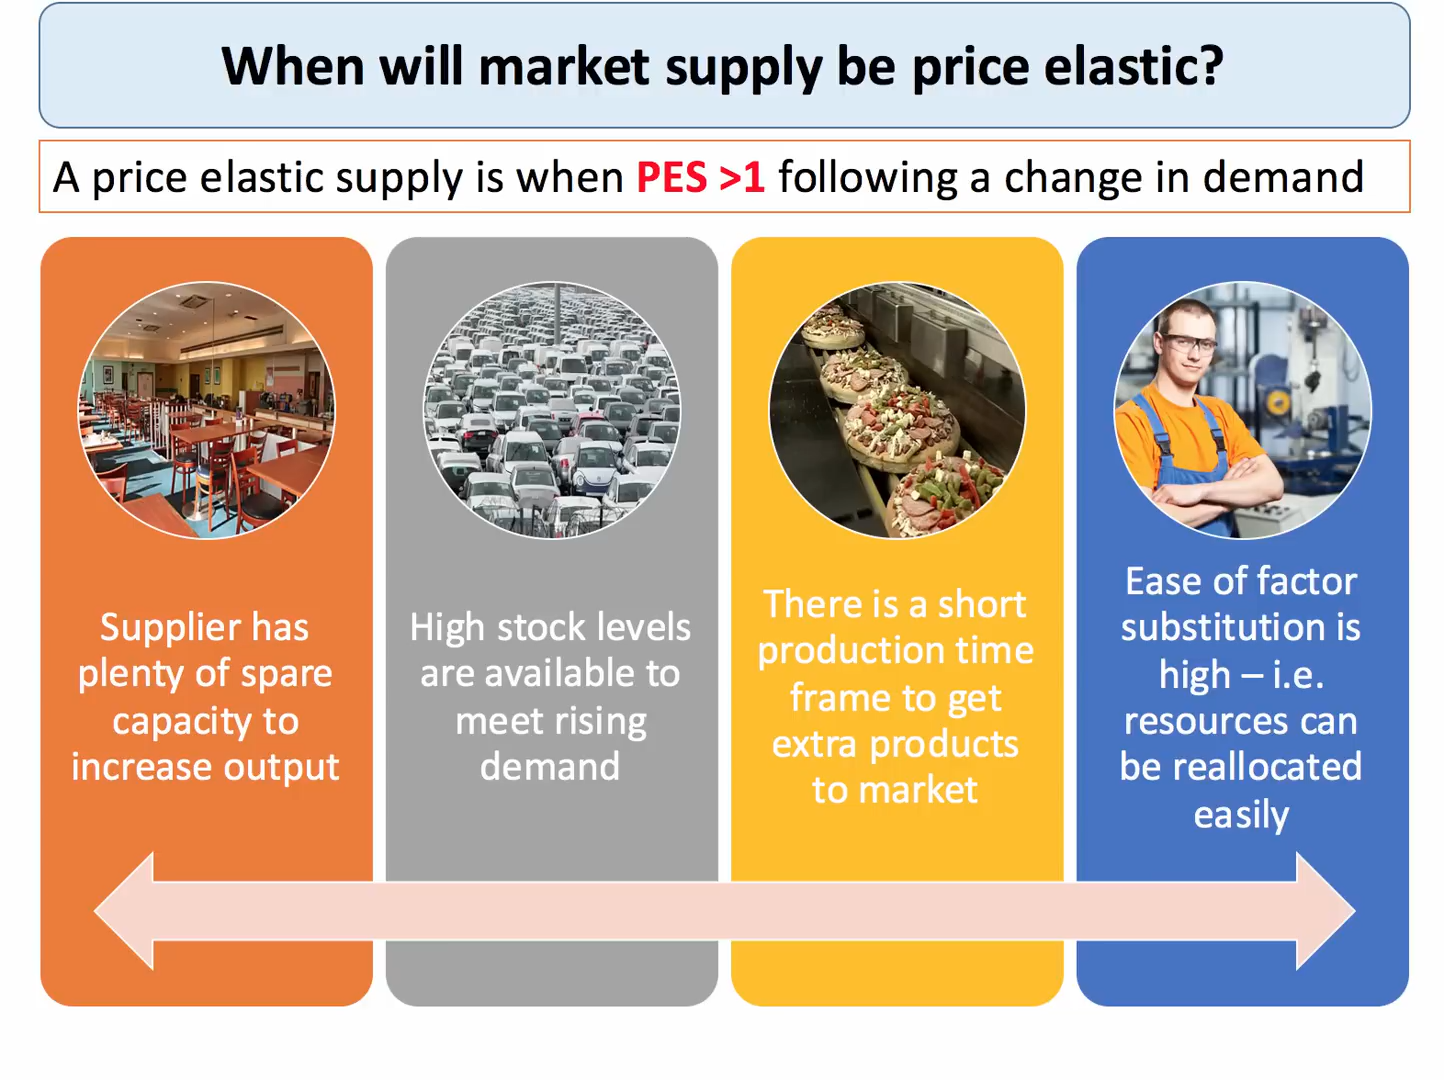 When will market supply be price elastic?
A price elastic supply is when PES >1 following a change in demand
Supplier has
plenty of spare
capacity to
increase output
High stock levels
are available to
meet rising
demand
There is a short
production time
frame to get
extra products
to market
Ease of factor
substitution is
high – i.e.
resources can
be reallocated
easily